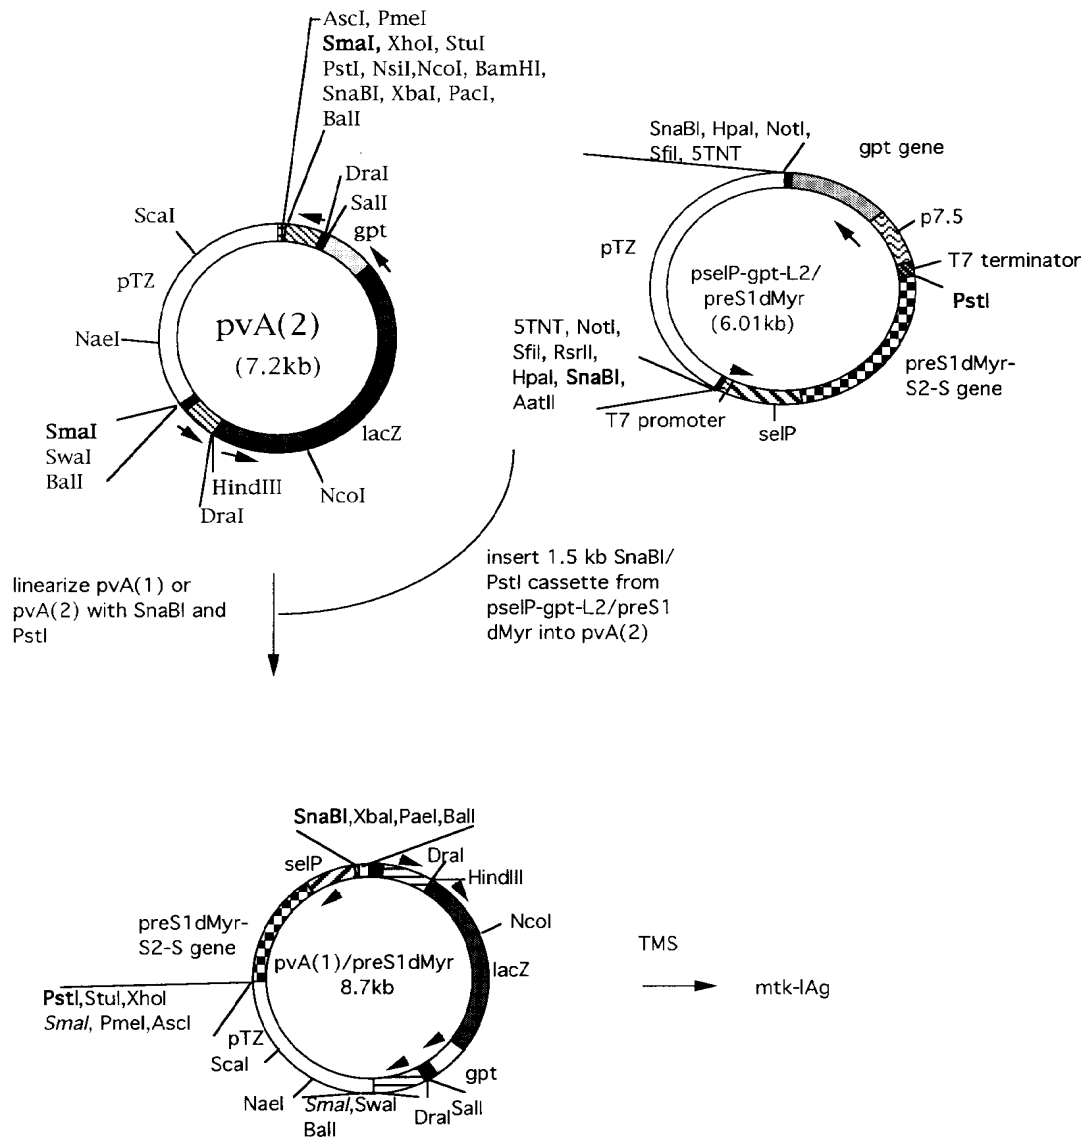 AscI, PmeI
SmaI, XhoI, StuI
PstI, NsiI,NcoI, BamHI,
SnaBI, XbaI, PacI,
BalI
DraI
SalI
gpt
ScaI
pTZ
NaeI
pvA(2)
(7.2kb)
SmaI
SwaI
BalI
lacZ
HindIII
NcoI
DraI
SnaBI, HpaI, NotI,
SfiI, 5TNT
gpt gene
p7.5
T7 terminator
PstI
pTZ
pselP-gpt-L2/
preS1dMyr
(6.01kb)
5TNT, NotI,
SfiI, RsrII,
HpaI, SnaBI,
AatII
preS1dMyr-
S2-S gene
T7 promoter
selP
linearize pvA(1) or
pvA(2) with SnaBI and
PstI
insert 1.5 kb SnaBI/
PstI cassette from
pselP-gpt-L2/preS1
dMyr into pvA(2)
SnaBI,XbaI,PaeI,BalI
selP
DraI
HindIII
NcoI
preS1dMyr-
S2-S gene
pvA(1)/preS1dMyr
8.7kb
lacZ
PstI,StuI,XhoI
SmaI, PmeI,AscI
pTZ
ScaI
NaeI
SmaI,SwaI
BalI
DraI
SalI
gpt
TMS
mtk-IAg